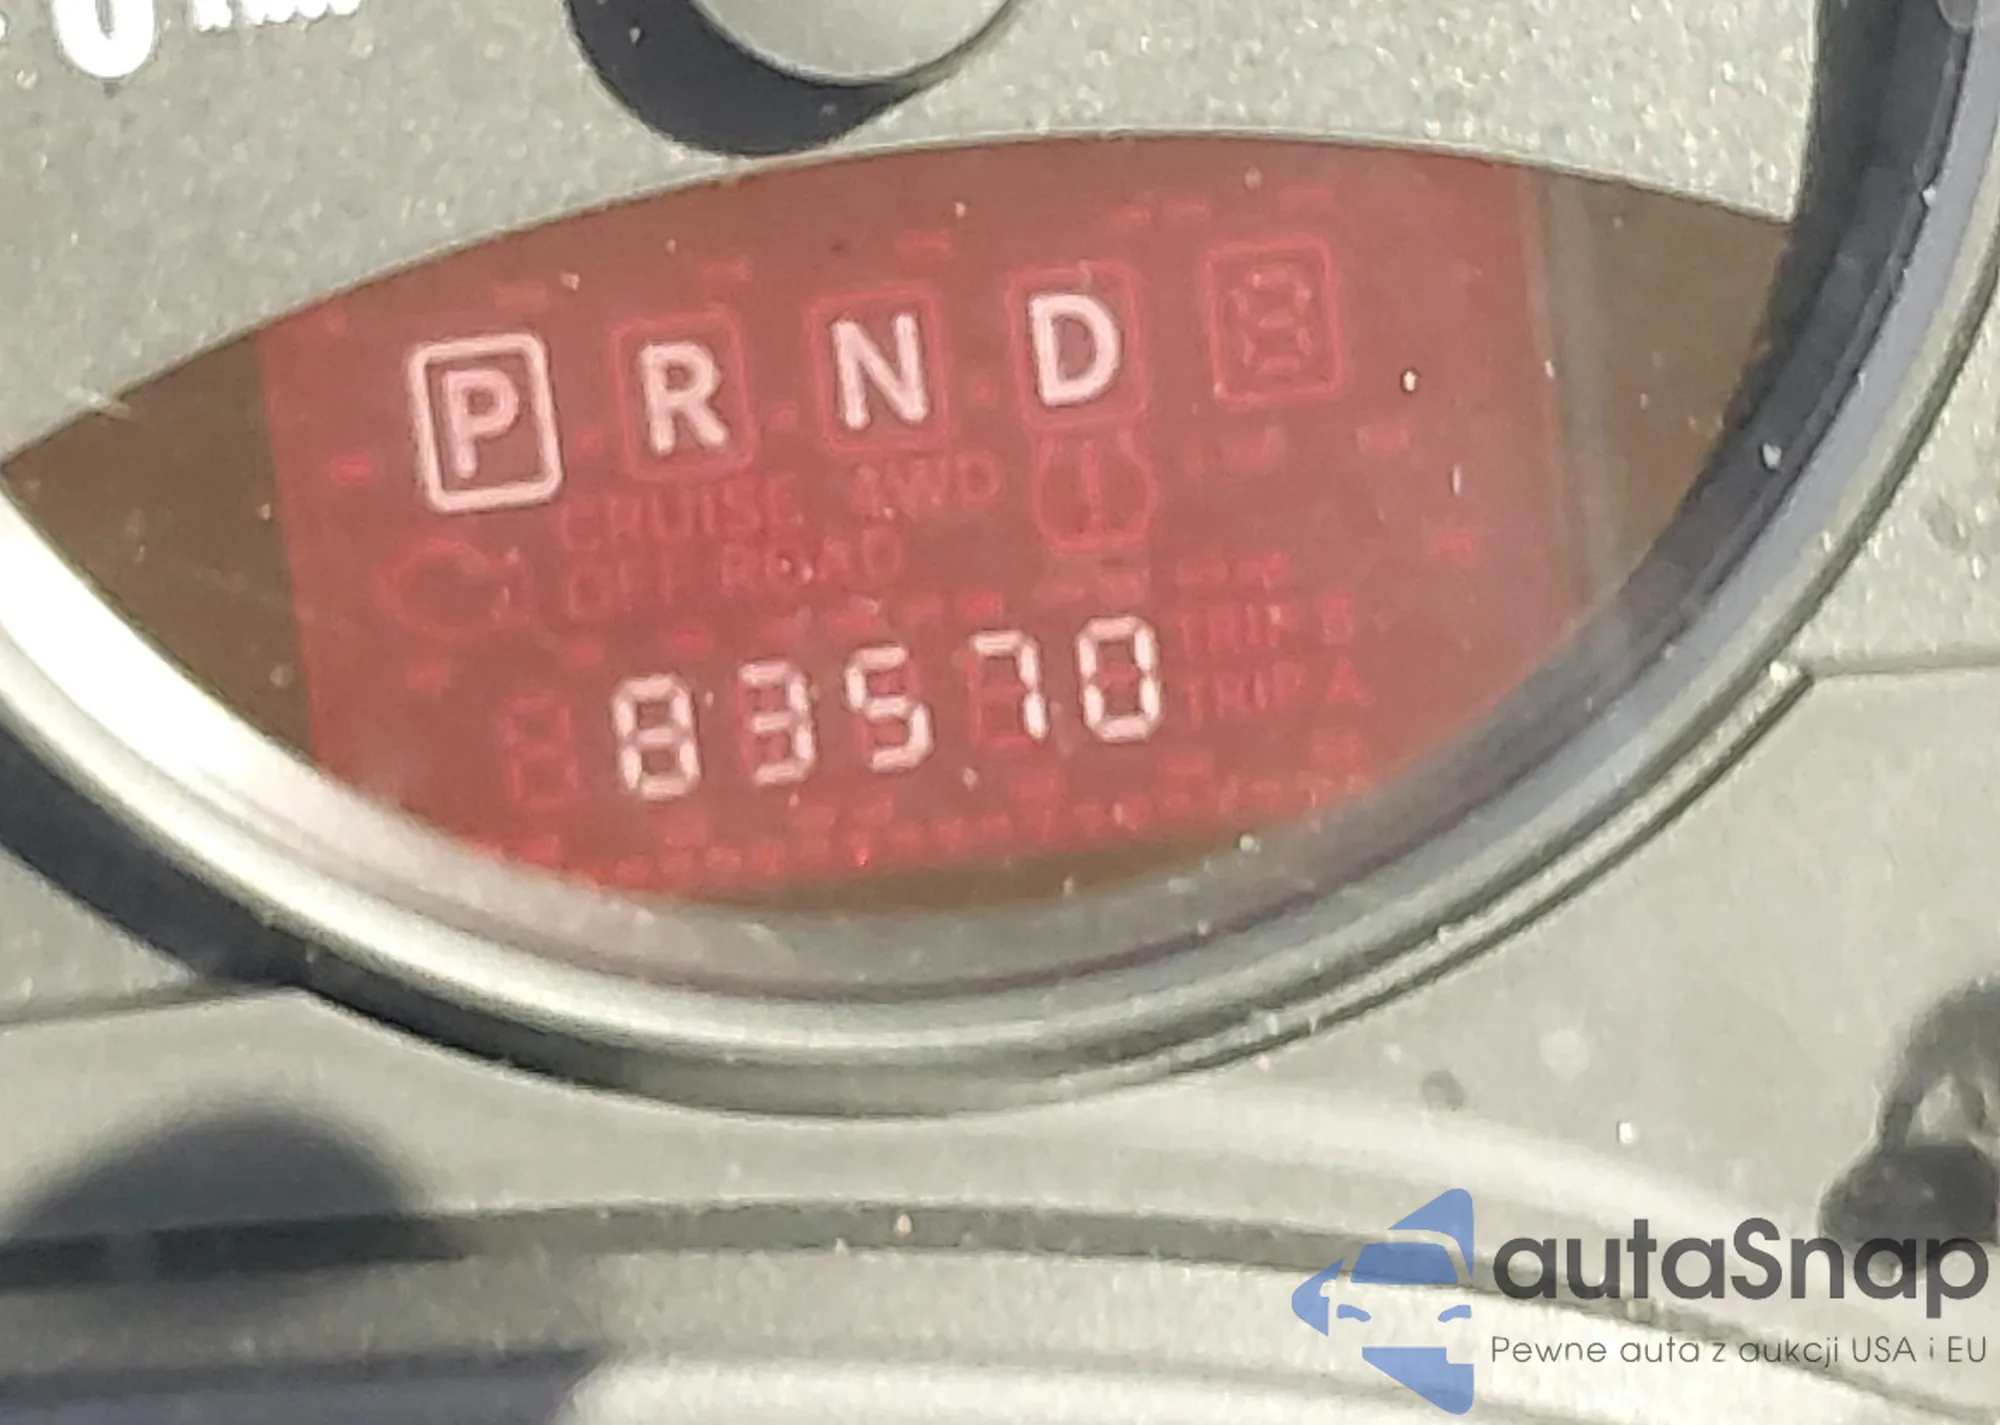 P R N D
CRUISE 4WD
OFF ROAD
83570
TRIP B
TRIP A
autaSnap
Pewne auta z aukcji USA i EU